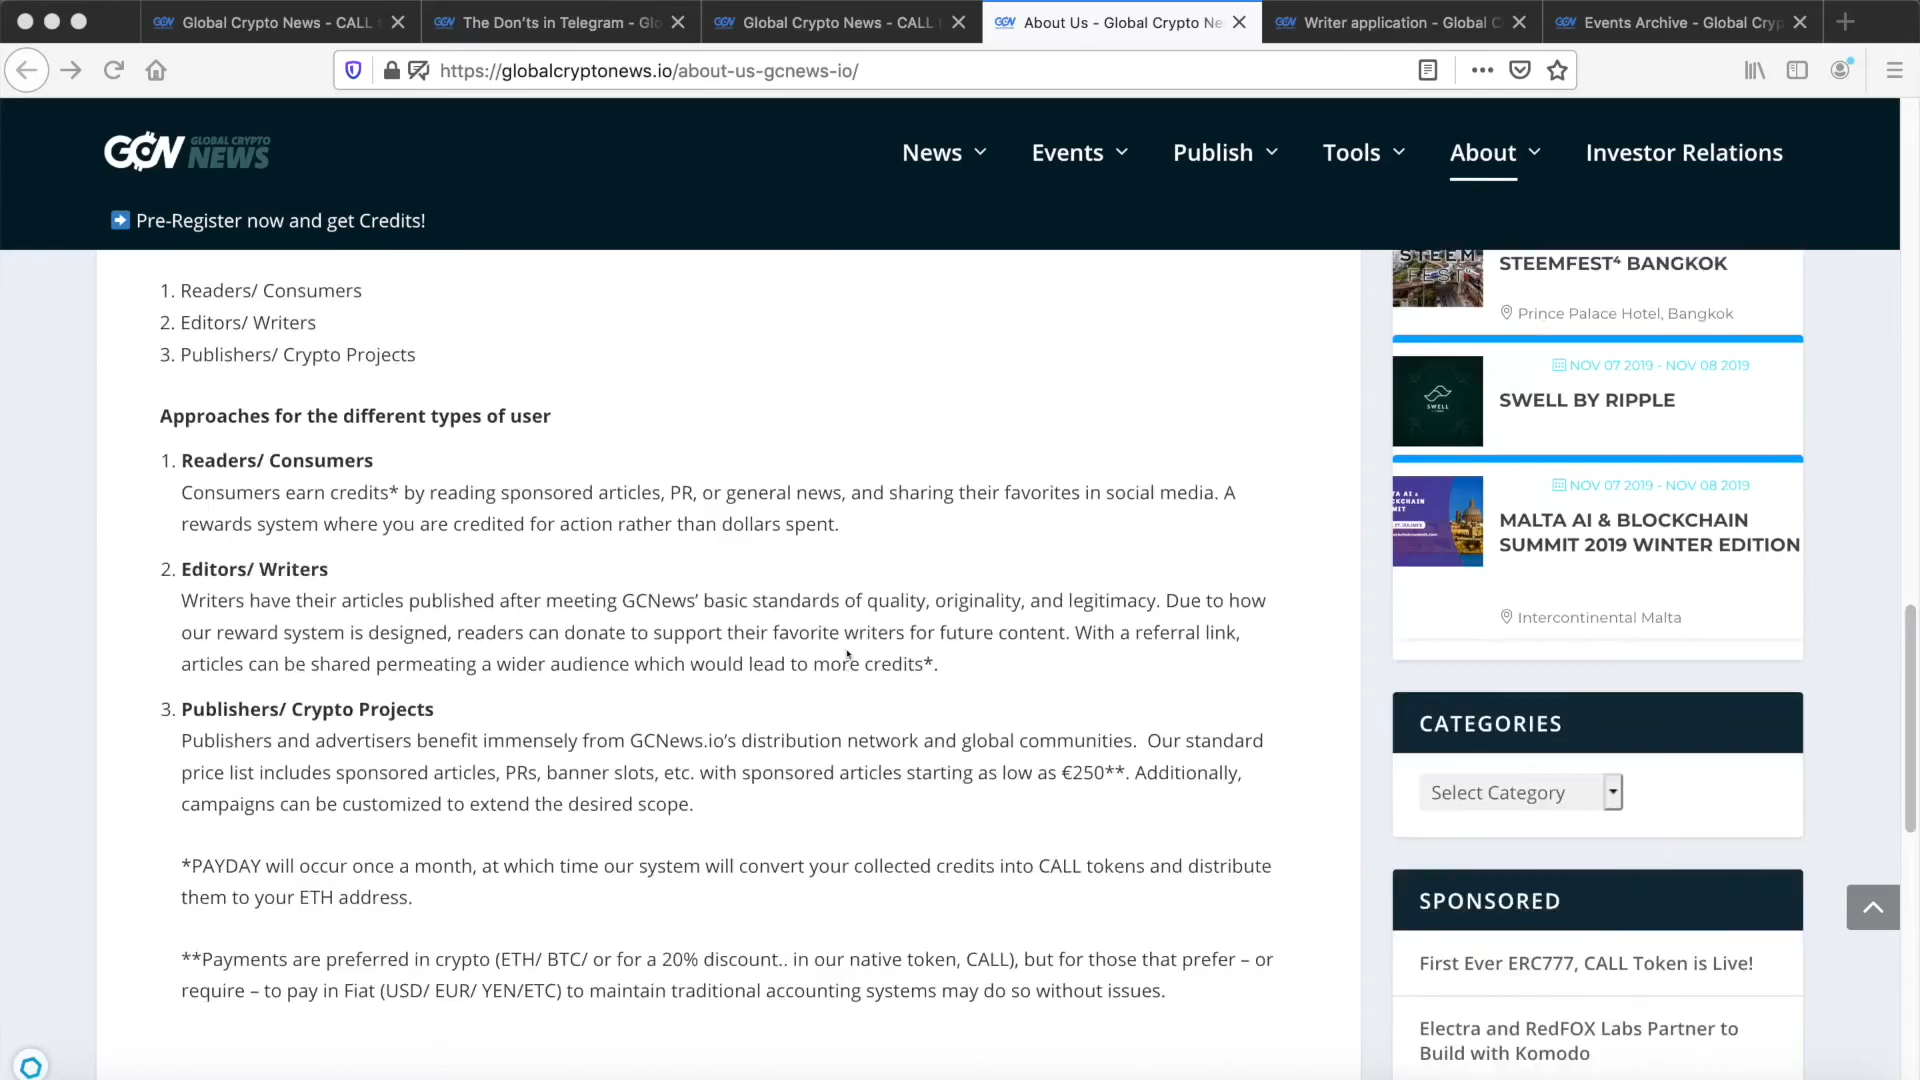 Global Crypto News - CALL
The Don'ts in Telegram - Glo
Global Crypto News - CALL
About Us - Global Crypto Ne
Writer application - Global C
Events Archive - Global Cryp
https://globalcryptonews.io/about-us-gcnews-io/
GCN GLOBAL CRYPTO NEWS
News
Events
Publish
Tools
About
Investor Relations
Pre-Register now and get Credits!
1. Readers/ Consumers
2. Editors/ Writers
3. Publishers/ Crypto Projects
Approaches for the different types of user
1. Readers/ Consumers
Consumers earn credits* by reading sponsored articles, PR, or general news, and sharing their favorites in social media. A
rewards system where you are credited for action rather than dollars spent.
2. Editors/ Writers
Writers have their articles published after meeting GCNews’ basic standards of quality, originality, and legitimacy. Due to how
our reward system is designed, readers can donate to support their favorite writers for future content. With a referral link,
articles can be shared permeating a wider audience which would lead to more credits*.
3. Publishers/ Crypto Projects
Publishers and advertisers benefit immensely from GCNews.io’s distribution network and global communities. Our standard
price list includes sponsored articles, PRs, banner slots, etc. with sponsored articles starting as low as €250**. Additionally,
campaigns can be customized to extend the desired scope.
*PAYDAY will occur once a month, at which time our system will convert your collected credits into CALL tokens and distribute
them to your ETH address.
**Payments are preferred in crypto (ETH/ BTC/ or for a 20% discount.. in our native token, CALL), but for those that prefer – or
require – to pay in Fiat (USD/ EUR/ YEN/ETC) to maintain traditional accounting systems may do so without issues.
STEEM
FEST⁴
STEEMFEST⁴ BANGKOK
Prince Palace Hotel, Bangkok
SWELL
NOV 07 2019 - NOV 08 2019
SWELL BY RIPPLE
NOV 07 2019 - NOV 08 2019
MALTA AI & BLOCKCHAIN
SUMMIT 2019 WINTER EDITION
Intercontinental Malta
CATEGORIES
Select Category
SPONSORED
First Ever ERC777, CALL Token is Live!
Electra and RedFOX Labs Partner to
Build with Komodo